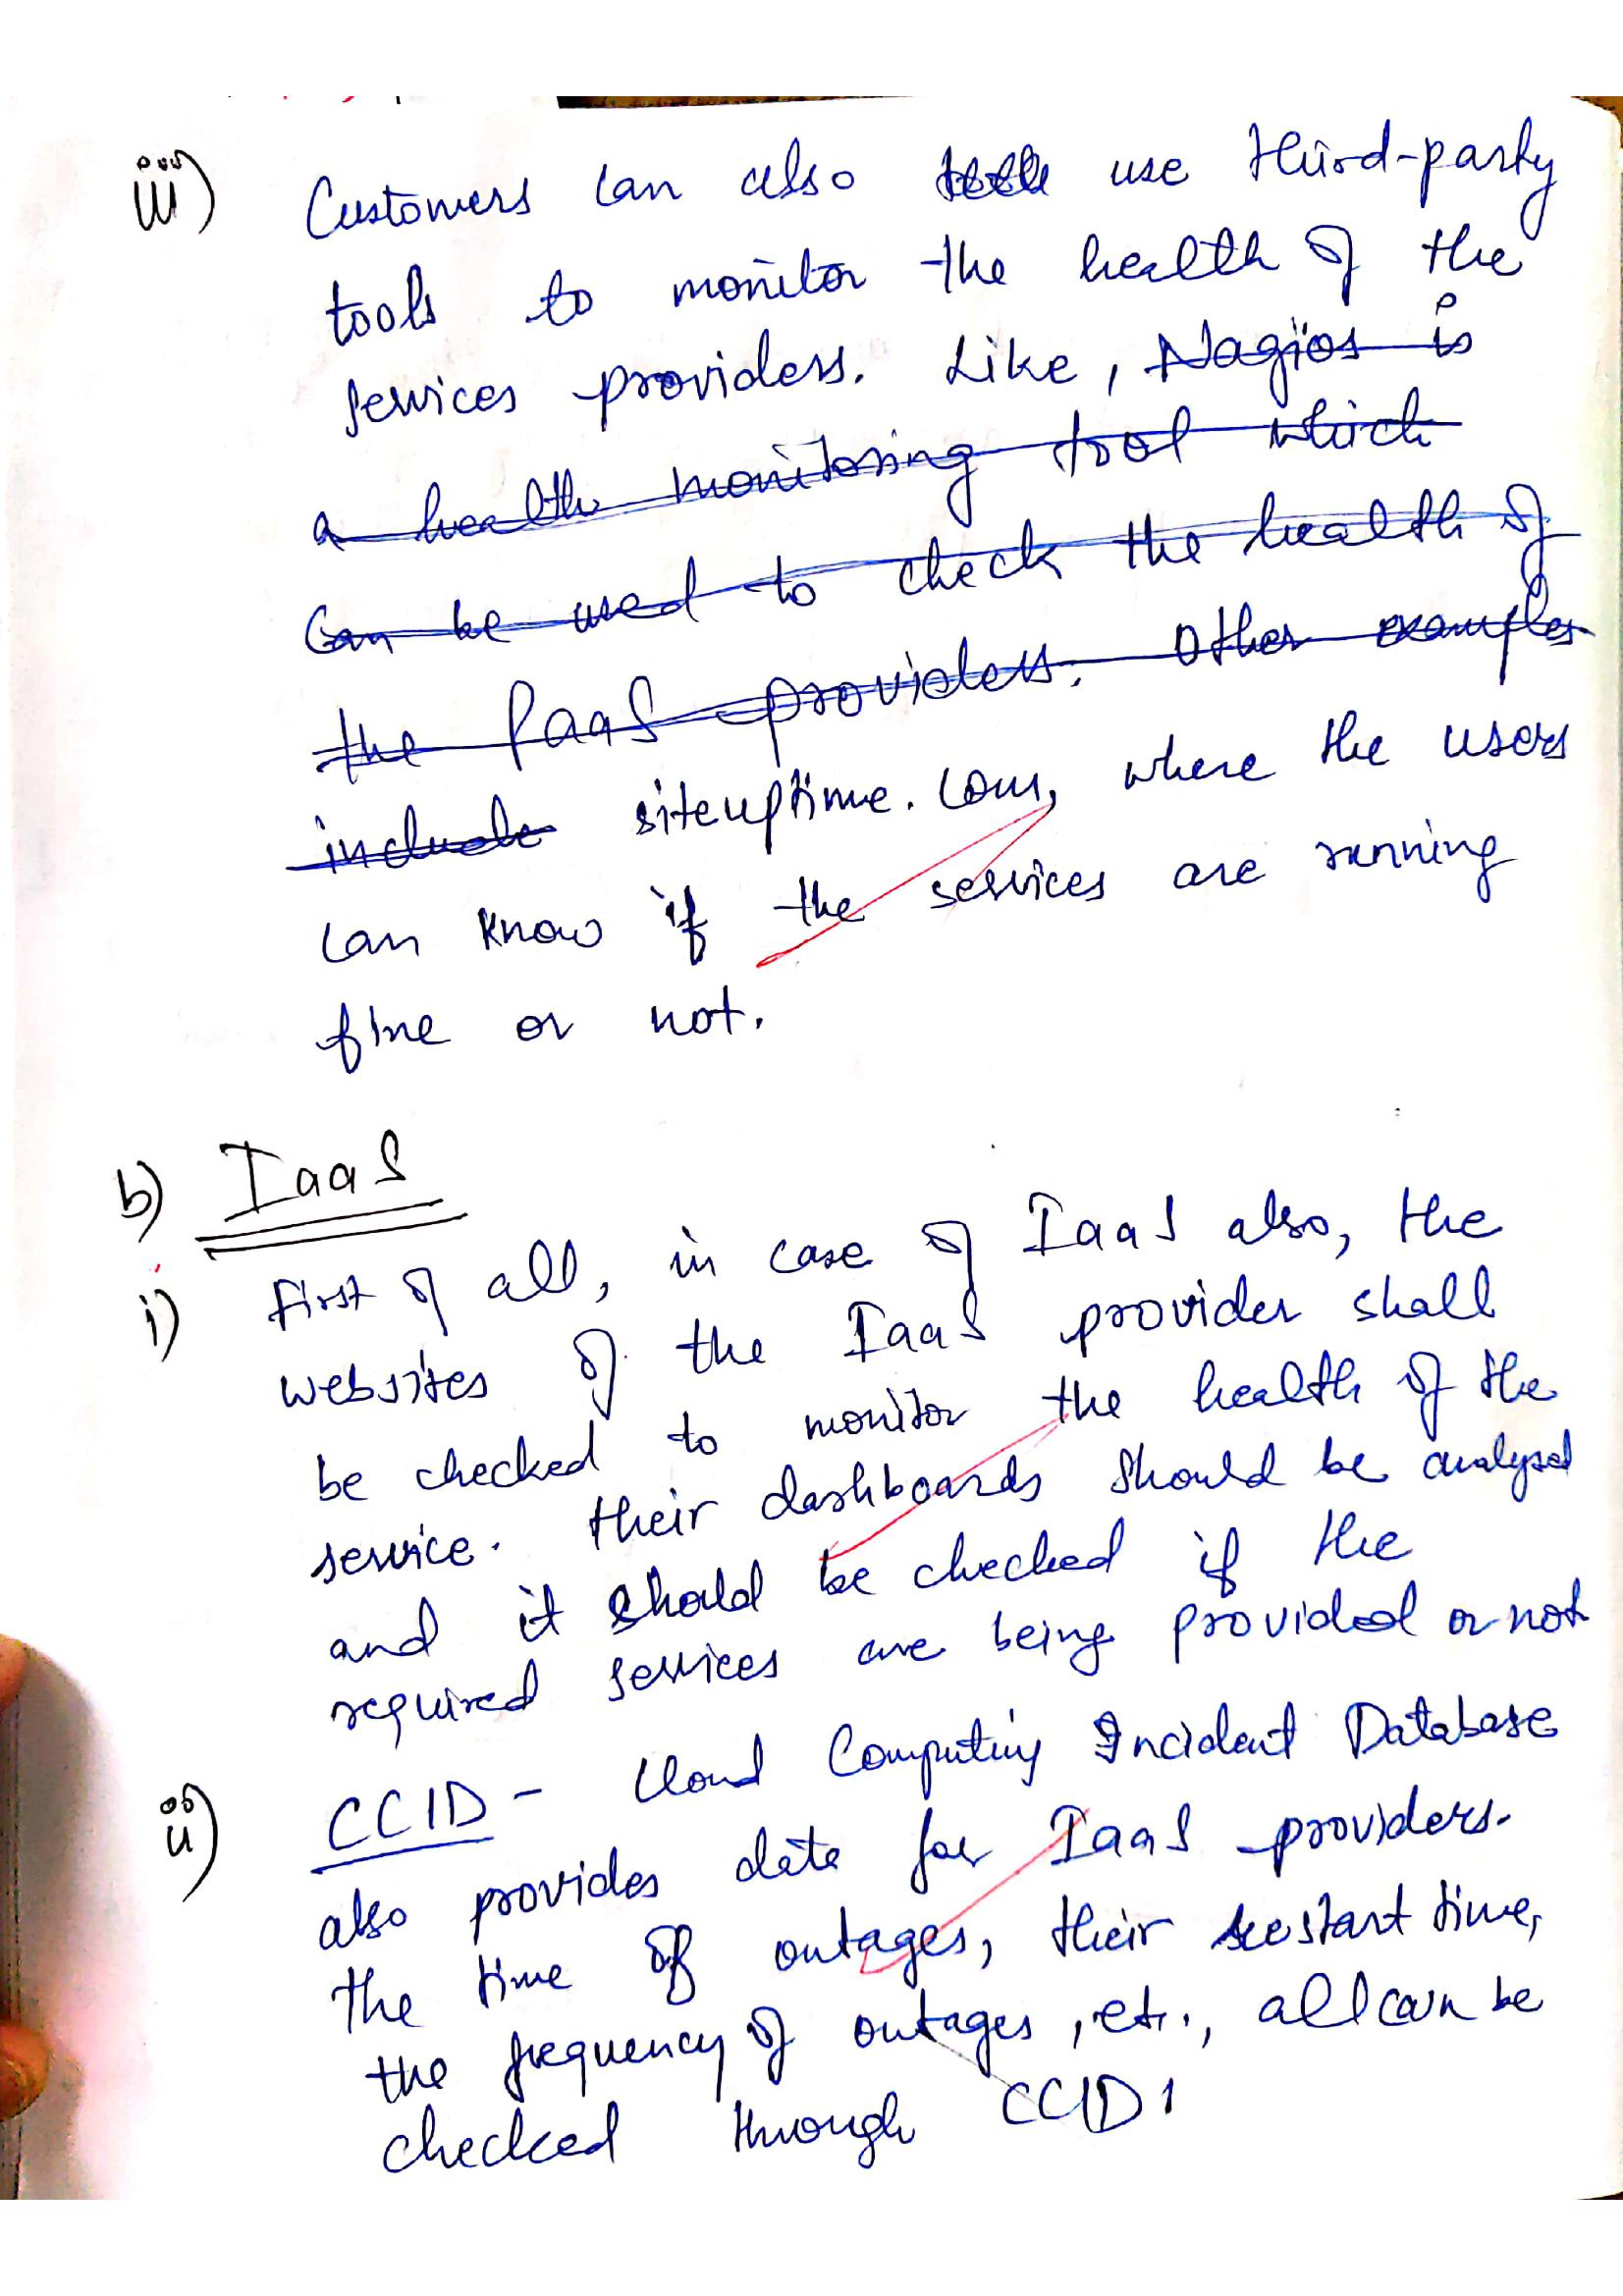 iii) Customers can also use third-party
tools to monitor the health of the
services providers. Like, Nagios is
a health monitoring tool which
Can be used to check the health of
the PaaS providers. Other examples
include siteuptime.com, where the users
can know if the services are running
fine or not.
b) IaaS
i) First of all, in case of IaaS also, the
websites of the IaaS provider shall
be checked to monitor the health of the
service. Their dashboards should be analysed
and it should be checked if the
required services are being provided or not
ii) CCID - Cloud Computing Incident Database
also provides data for IaaS providers.
the time of outages, their restart time,
the frequency of outages, etc., all can be
checked through CCID.